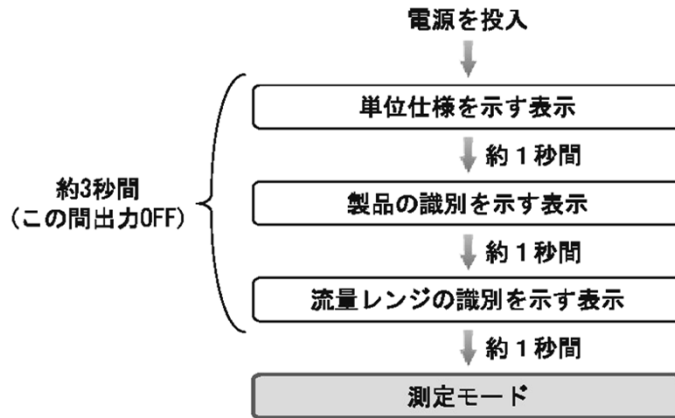 電源を投入
単位仕様を示す表示
約1秒間
約3秒間
(この間出力OFF)
製品の識別を示す表示
約1秒間
流量レンジの識別を示す表示
約1秒間
測定モード